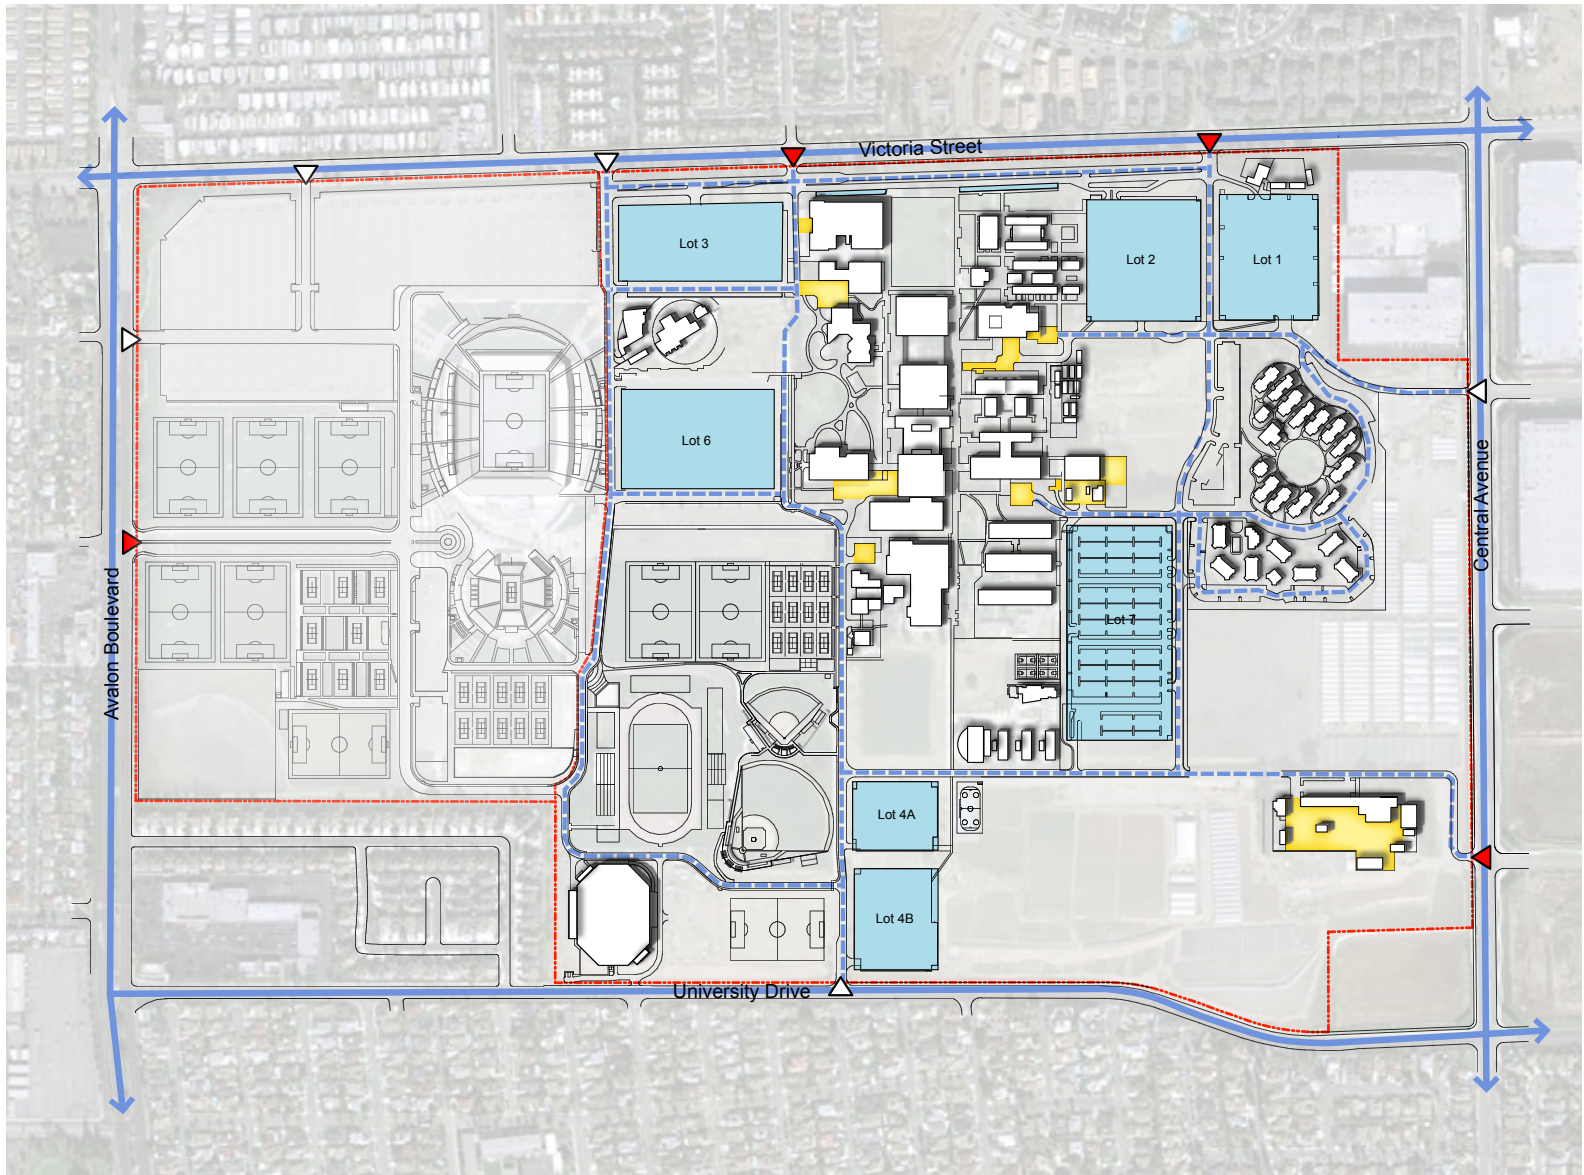 Victoria Street
Lot 3
Lot 2
Lot 1
Lot 6
Central Avenue
Avalon Boulevard
Lot 7
Lot 4A
Lot 4B
University Drive